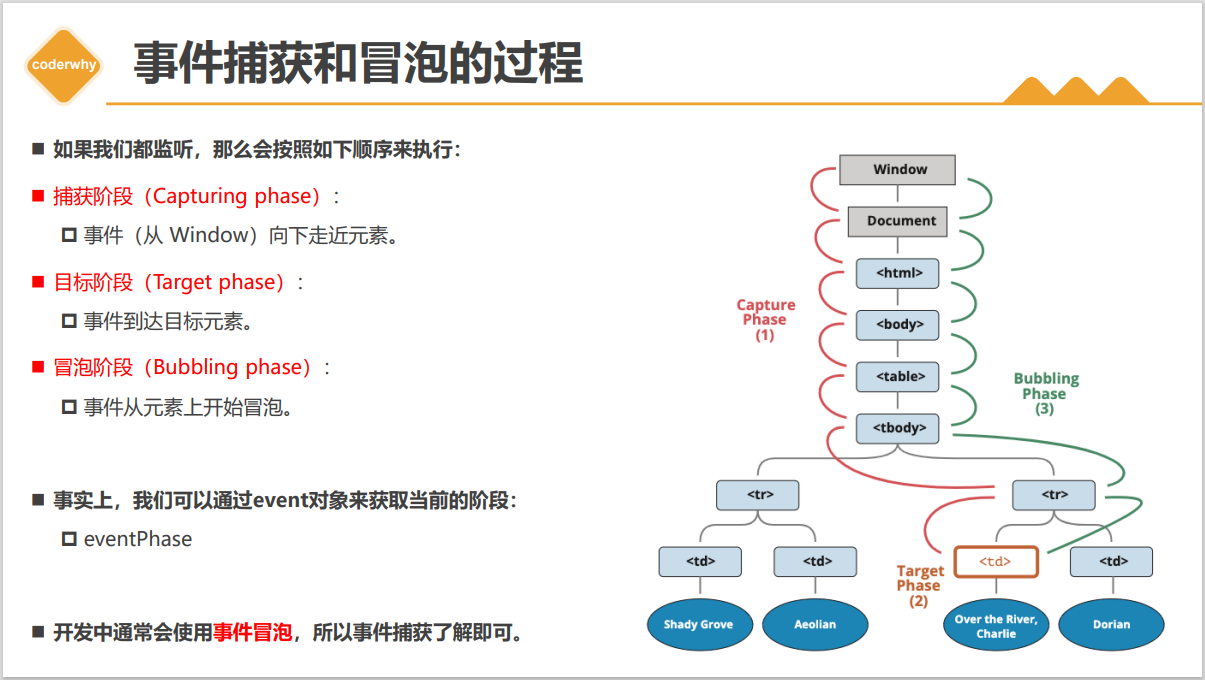 coderwhy
事件捕获和冒泡的过程
如果我们都监听，那么会按照如下顺序来执行：
捕获阶段（Capturing phase）：
事件（从 Window）向下走近元素。
目标阶段（Target phase）：
事件到达目标元素。
冒泡阶段（Bubbling phase）：
事件从元素上开始冒泡。
事实上，我们可以通过event对象来获取当前的阶段：
eventPhase
开发中通常会使用事件冒泡，所以事件捕获了解即可。
Window
Document
<html>
<body>
<table>
<tbody>
Capture
Phase
(1)
Bubbling
Phase
(3)
<tr>
<tr>
<td>
<td>
Target
Phase
(2)
<td>
<td>
Shady Grove
Aeolian
Over the River,
Charlie
Dorian